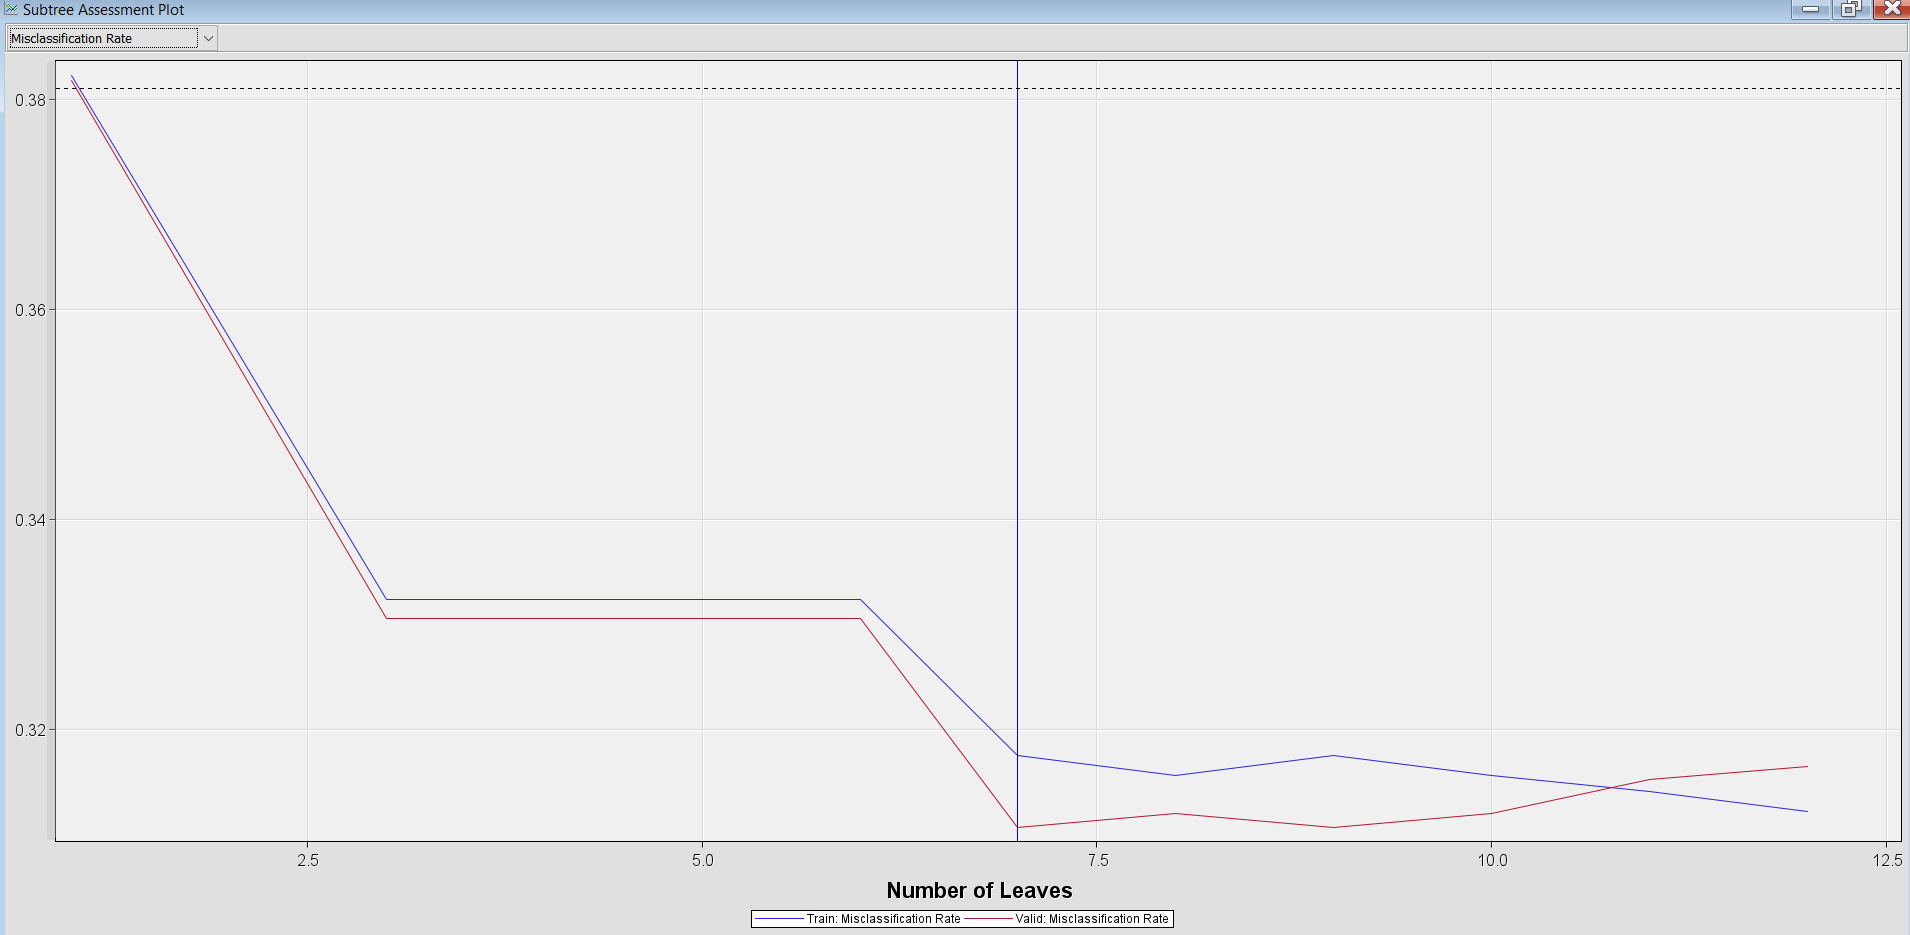 Subtree Assessment Plot
Misclassification Rate
0.38
0.36
0.34
0.32
2.5 5.0 7.5 10.0 12.5
Number of Leaves
Train: Misclassification Rate Valid: Misclassification Rate